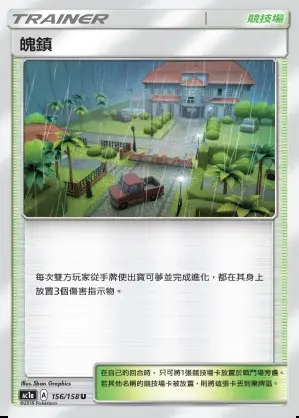 TRAINER
競技場
魄鎮
每次雙方玩家從手牌使出寶可夢並完成進化，都在其身上
放置3個傷害指示物。
Illus. 5ban Graphics
AC1a A 156/158 U
©2018 Pokémon
在自己的回合時，只可將1張競技場卡放置於戰鬥場旁邊。
若其他名稱的競技場卡被放置，則將這張卡丟到棄牌區。